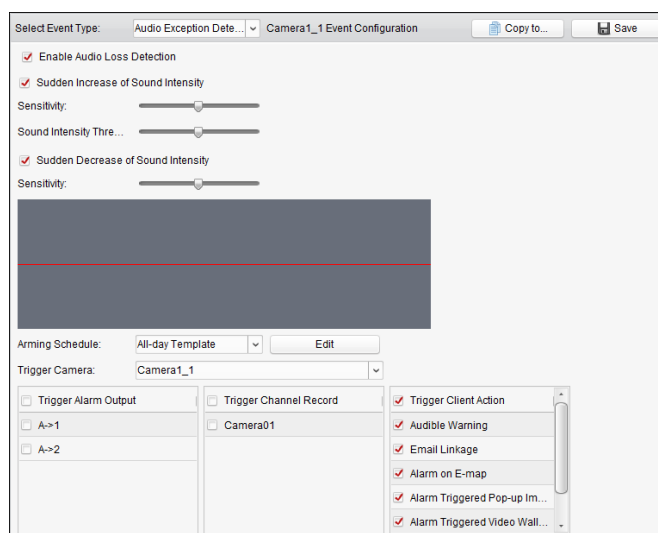 Select Event Type: Audio Exception Dete... Camera1_1 Event Configuration Copy to... Save
Enable Audio Loss Detection
Sudden Increase of Sound Intensity
Sensitivity:
Sound Intensity Thre...
Sudden Decrease of Sound Intensity
Sensitivity:
Arming Schedule: All-day Template Edit
Trigger Camera: Camera1_1
Trigger Alarm Output Trigger Channel Record Trigger Client Action
A->1 Camera01 Audible Warning
A->2 Email Linkage
Alarm on E-map
Alarm Triggered Pop-up Im...
Alarm Triggered Video Wall...